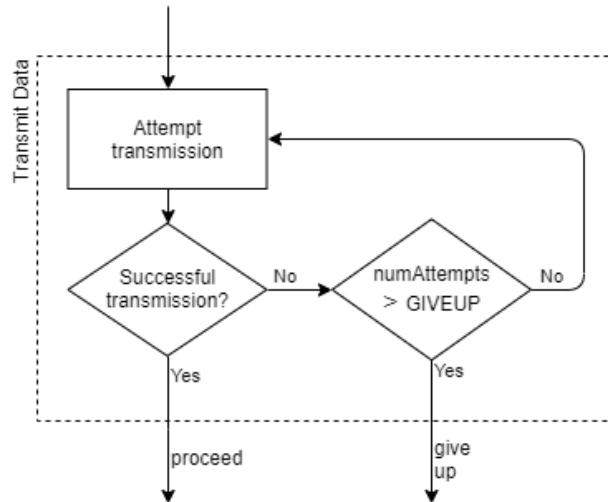 Transmit Data
Attempt
transmission
Successful
transmission?
No
numAttempts
> GIVEUP
No
Yes
Yes
proceed
give
up